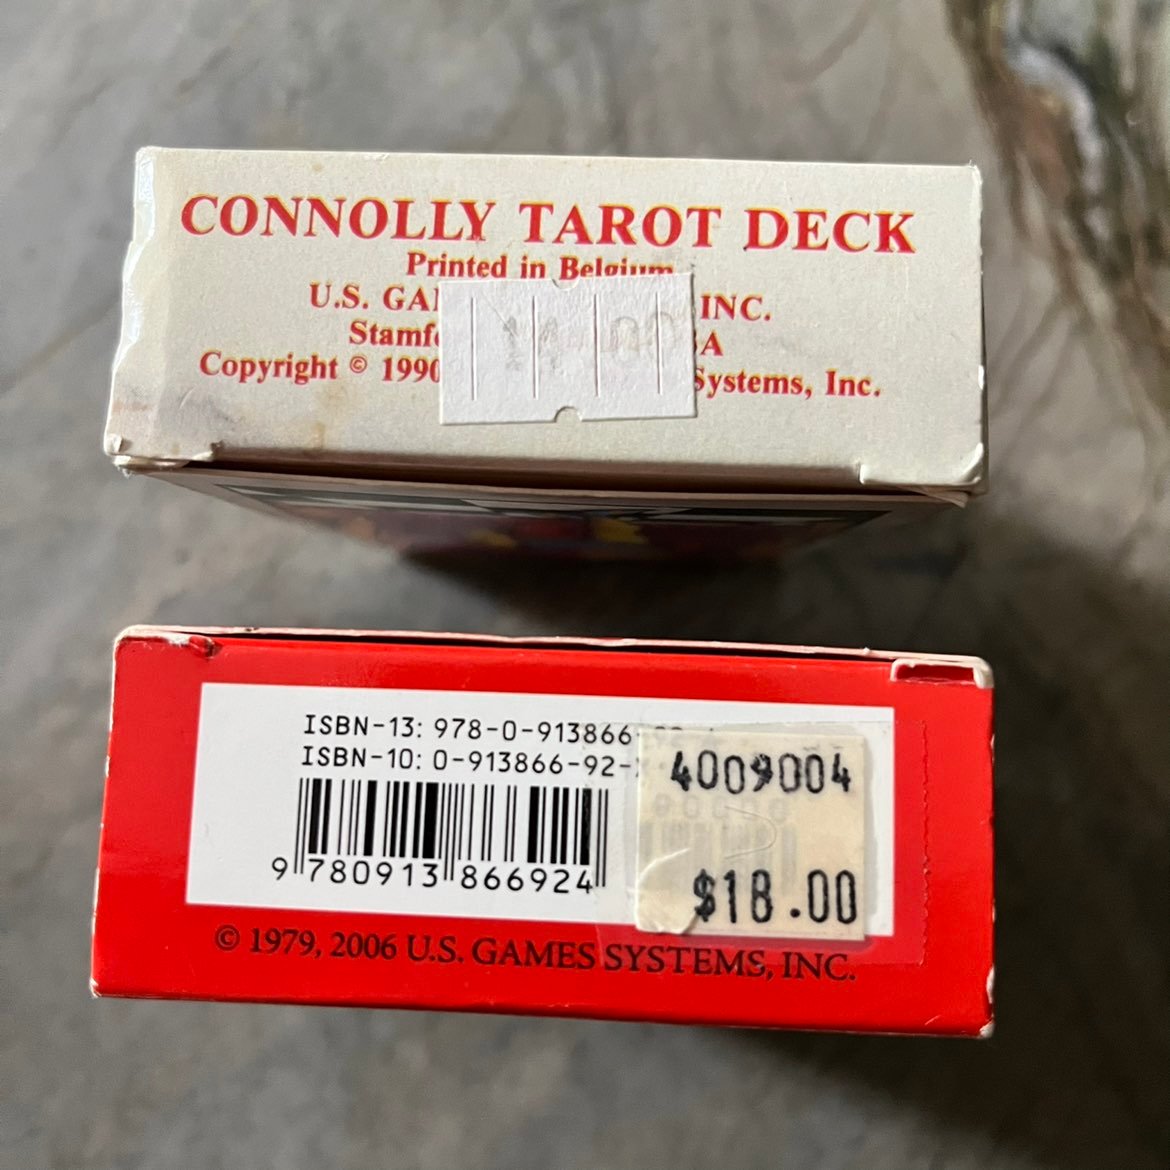 CONNOLLY TAROT DECK
Printed in Belgium
U.S. GA INC.
Stamf A
Copyright © 1990 Systems, Inc.
ISBN-13: 978-0-913866-
ISBN-10: 0-913866-92-
4009004
9 780913 866924
$18.00
© 1979, 2006 U.S. GAMES SYSTEMS, INC.